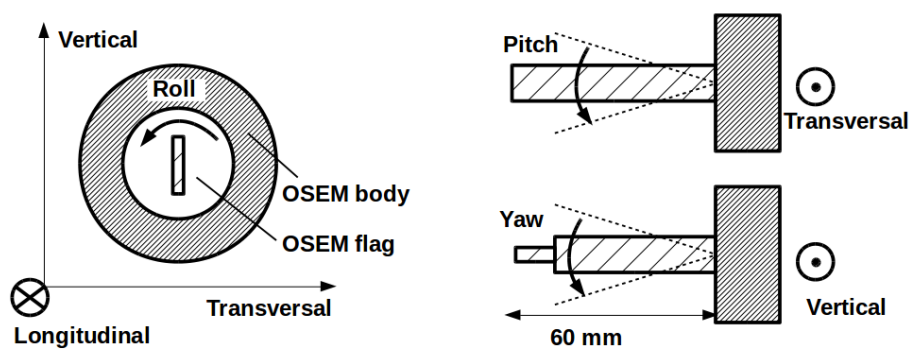 Vertical
Roll
OSEM body
OSEM flag
Transversal
Longitudinal
Pitch
Transversal
Yaw
Vertical
60 mm